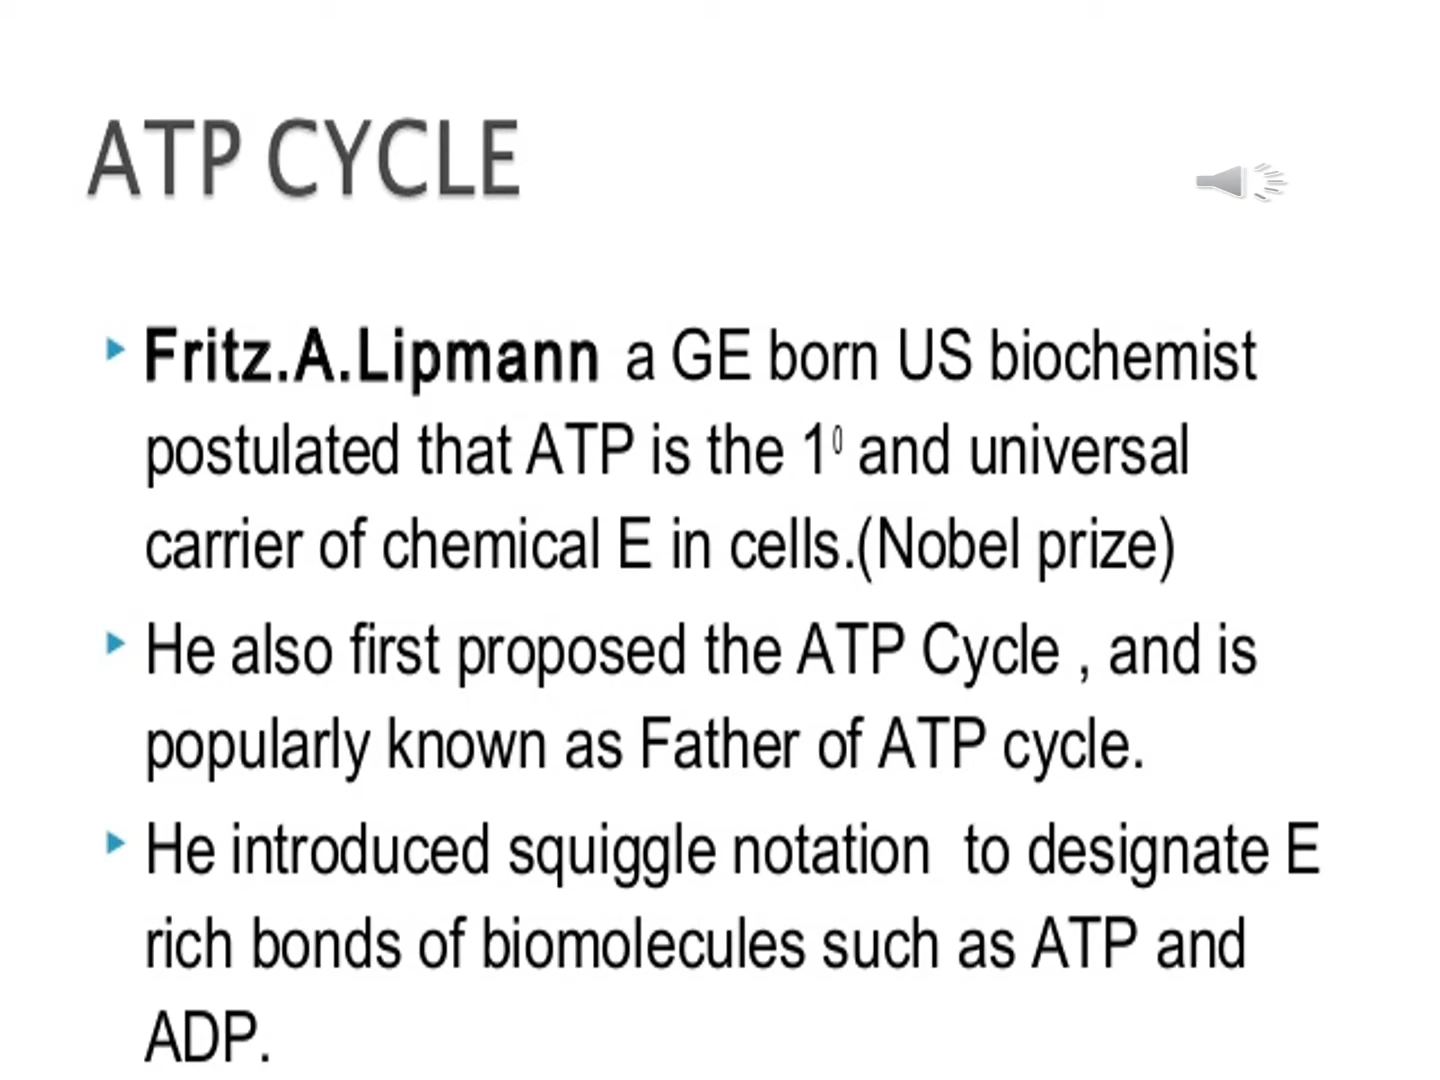 ATP CYCLE
Fritz.A.Lipmann a GE born US biochemist
postulated that ATP is the 1⁰ and universal
carrier of chemical E in cells.(Nobel prize)
He also first proposed the ATP Cycle , and is
popularly known as Father of ATP cycle.
He introduced squiggle notation  to designate E
rich bonds of biomolecules such as ATP and
ADP.